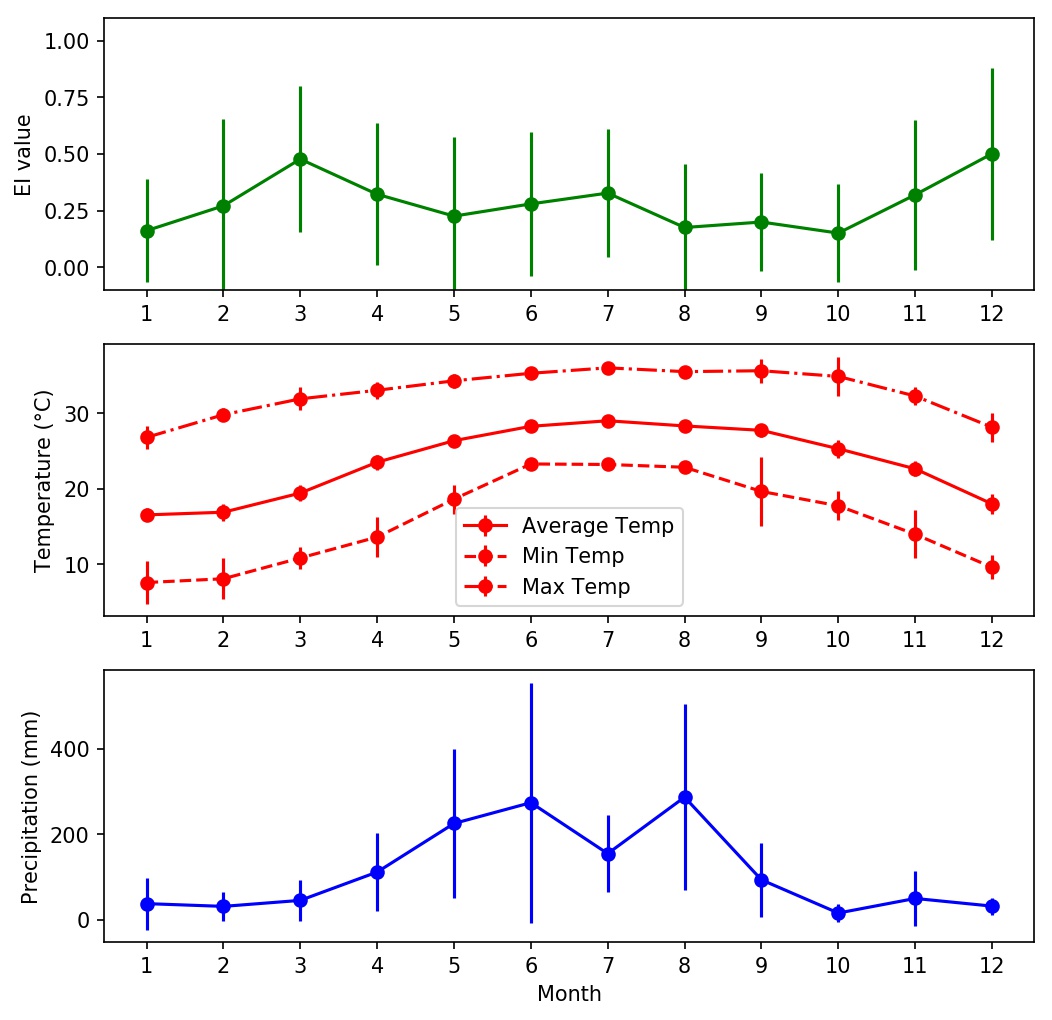 EI value
1.00
0.75
0.50
0.25
0.00
1 2 3 4 5 6 7 8 9 10 11 12
Temperature (°C)
30
20
10
Average Temp
Min Temp
Max Temp
1 2 3 4 5 6 7 8 9 10 11 12
Precipitation (mm)
400
200
0
1 2 3 4 5 6 7 8 9 10 11 12
Month